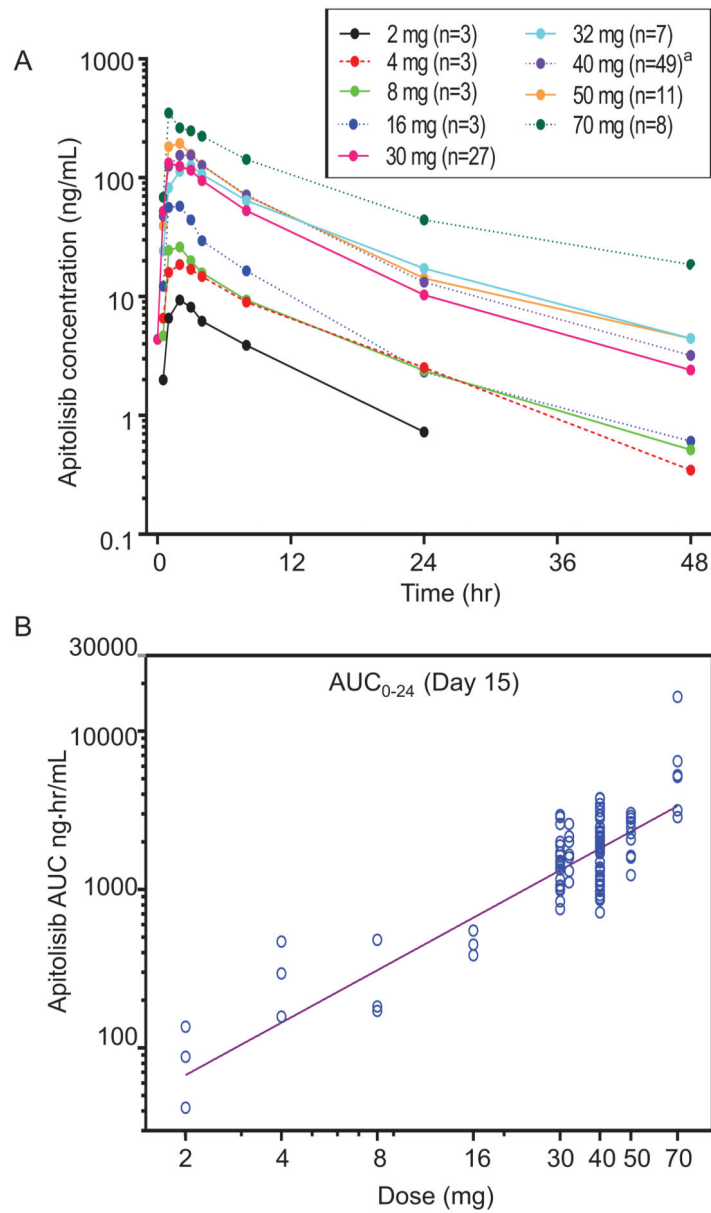 A
2 mg (n=3)
4 mg (n=3)
8 mg (n=3)
16 mg (n=3)
30 mg (n=27)
32 mg (n=7)
40 mg (n=49)a
50 mg (n=11)
70 mg (n=8)
Apitolisib concentration (ng/mL)
1000
100
10
1
0.1
0 12 24 36 48
Time (hr)
B
AUC0-24 (Day 15)
Apitolisib AUC ng·hr/mL
30000
10000
1000
100
2 4 8 16 30 40 50 70
Dose (mg)